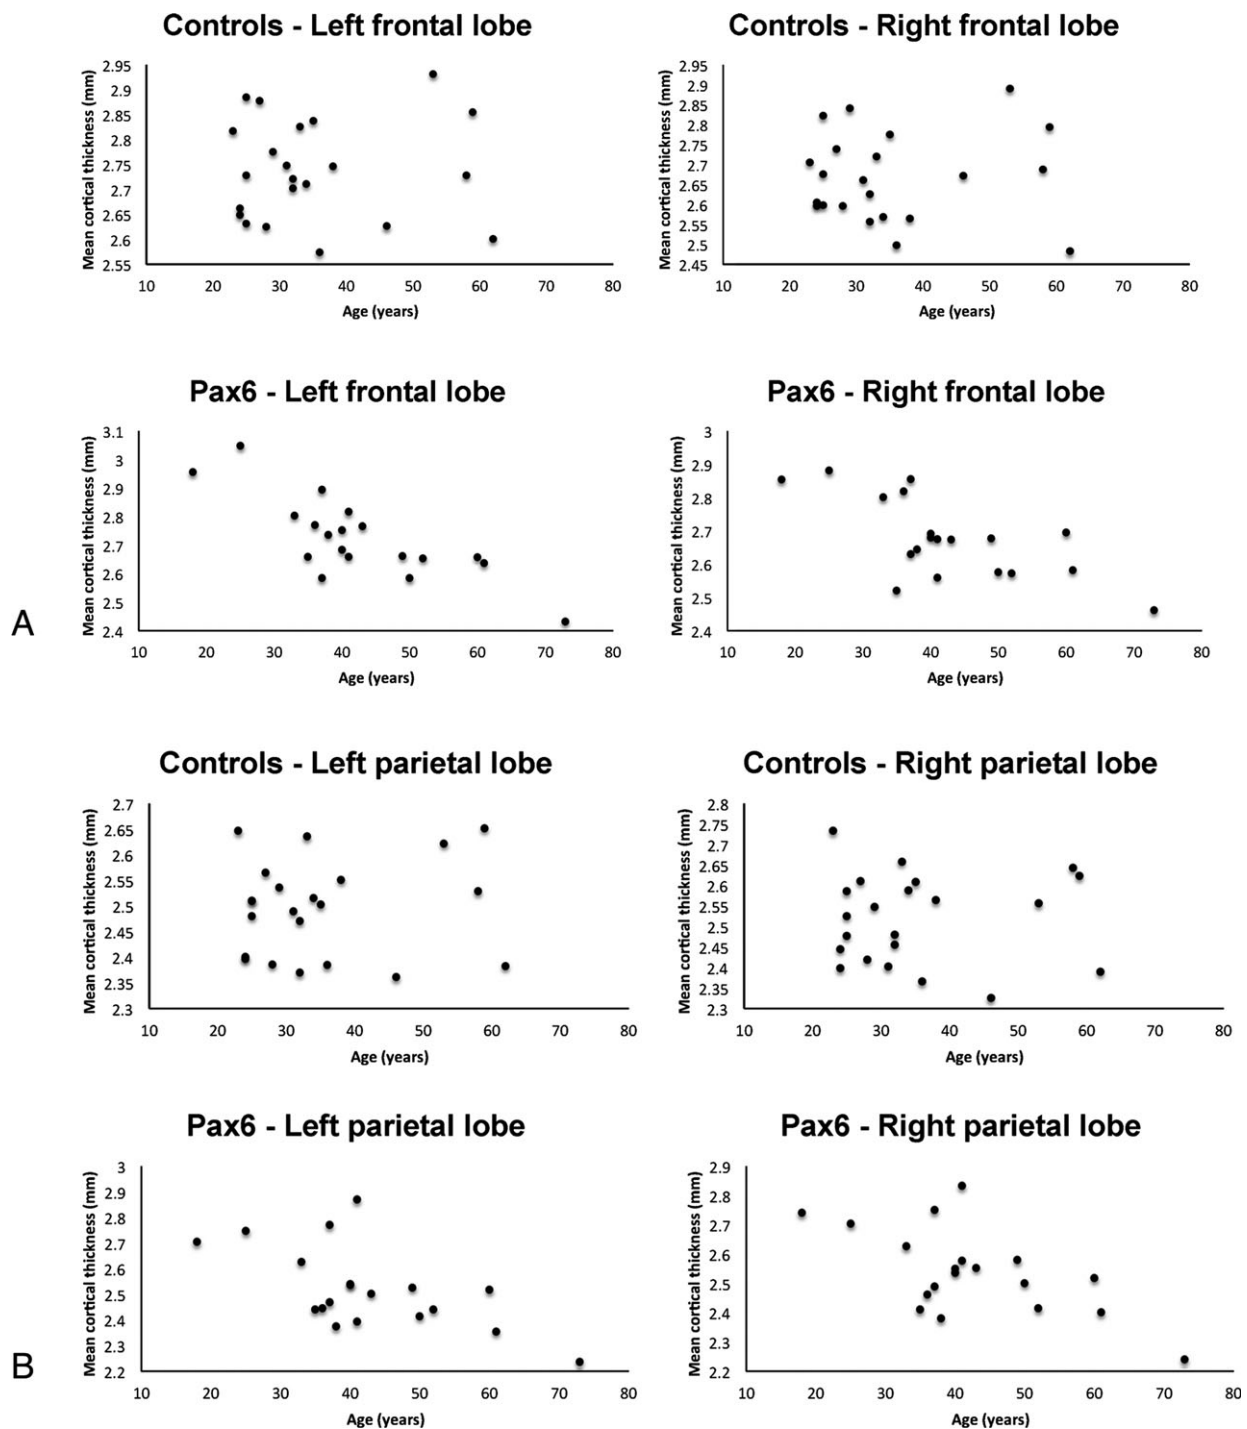 Controls - Left frontal lobe
Mean cortical thickness (mm)
2.95
2.9
2.85
2.8
2.75
2.7
2.65
2.6
2.55
10 20 30 40 50 60 70 80
Age (years)
Controls - Right frontal lobe
Mean cortical thickness (mm)
2.95
2.9
2.85
2.8
2.75
2.7
2.65
2.6
2.55
2.5
2.45
10 20 30 40 50 60 70 80
Age (years)
Pax6 - Left frontal lobe
Mean cortical thickness (mm)
3.1
3
2.9
2.8
2.7
2.6
2.5
2.4
10 20 30 40 50 60 70 80
Age (years)
Pax6 - Right frontal lobe
Mean cortical thickness (mm)
3
2.9
2.8
2.7
2.6
2.5
2.4
10 20 30 40 50 60 70 80
Age (years)
A
Controls - Left parietal lobe
Mean cortical thickness (mm)
2.7
2.65
2.6
2.55
2.5
2.45
2.4
2.35
2.3
10 20 30 40 50 60 70 80
Age (years)
Controls - Right parietal lobe
Mean cortical thickness (mm)
2.8
2.75
2.7
2.65
2.6
2.55
2.5
2.45
2.4
2.35
2.3
10 20 30 40 50 60 70 80
Age (years)
Pax6 - Left parietal lobe
Mean cortical thickness (mm)
3
2.9
2.8
2.7
2.6
2.5
2.4
2.3
2.2
10 20 30 40 50 60 70 80
Age (years)
Pax6 - Right parietal lobe
Mean cortical thickness (mm)
2.9
2.8
2.7
2.6
2.5
2.4
2.3
2.2
10 20 30 40 50 60 70 80
Age (years)
B